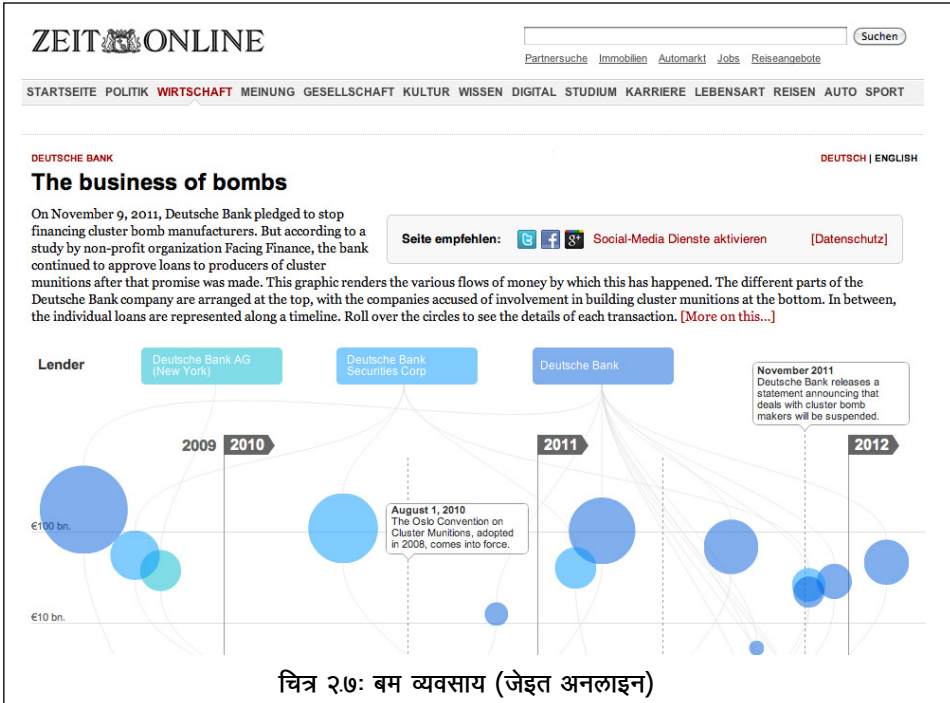 ZEIT ONLINE
Suchen
Partnersuche Immobilien Automarkt Jobs Reiseangebote
STARTSEITE POLITIK WIRTSCHAFT MEINUNG GESELLSCHAFT KULTUR WISSEN DIGITAL STUDIUM KARRIERE LEBENSART REISEN AUTO SPORT
DEUTSCHE BANK
DEUTSCH | ENGLISH
The business of bombs
On November 9, 2011, Deutsche Bank pledged to stop
financing cluster bomb manufacturers. But according to a
study by non-profit organization Facing Finance, the bank
continued to approve loans to producers of cluster
Seite empfehlen: Social-Media Dienste aktivieren [Datenschutz]
munitions after that promise was made. This graphic renders the various flows of money by which this has happened. The different parts of the
Deutsche Bank company are arranged at the top, with the companies accused of involvement in building cluster munitions at the bottom. In between,
the individual loans are represented along a timeline. Roll over the circles to see the details of each transaction. [More on this...]
Lender
Deutsche Bank AG
(New York)
Deutsche Bank
Securities Corp
Deutsche Bank
November 2011
Deutsche Bank releases a
statement announcing that
deals with cluster bomb
makers will be suspended.
2009 2010
2011
2012
August 1, 2010
The Oslo Convention on
Cluster Munitions, adopted
in 2008, comes into force.
€100 bn.
€10 bn.
चित्र २.७: बम व्यवसाय (जेइत अनलाइन)